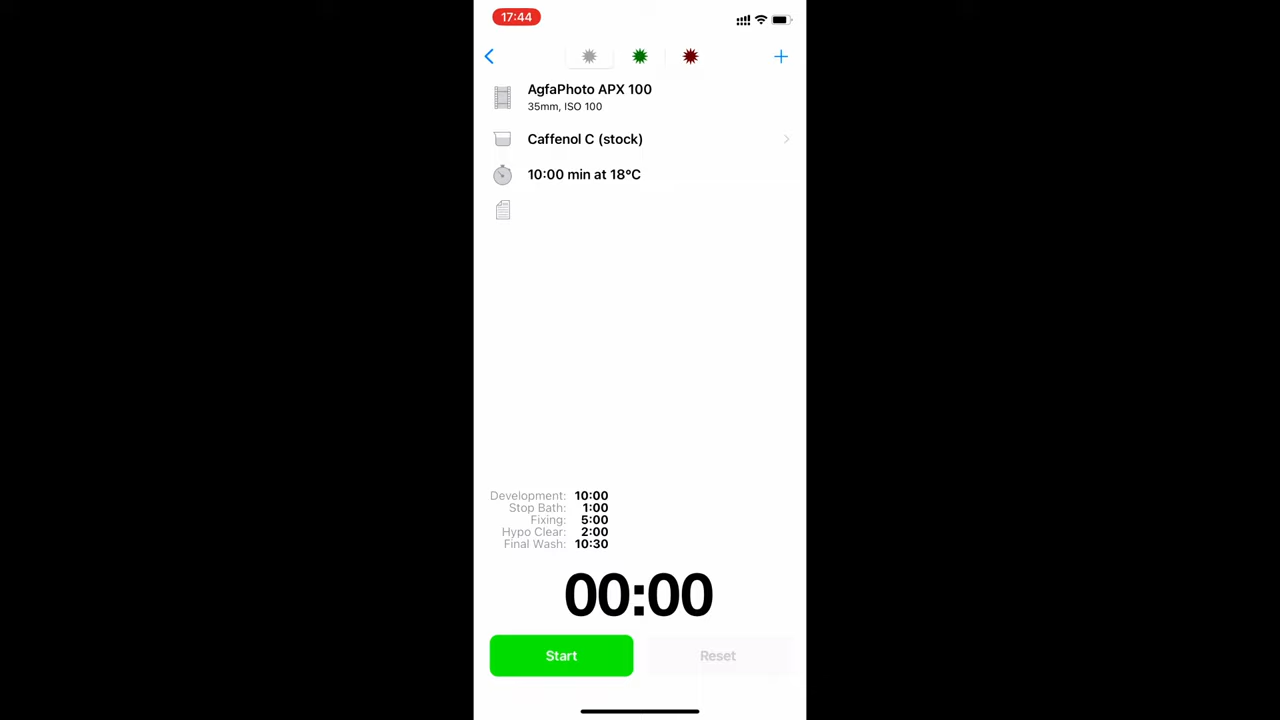 17:44
AgfaPhoto APX 100
35mm, ISO 100
Caffenol C (stock)
10:00 min at 18°C
Development: 10:00
Stop Bath: 1:00
Fixing: 5:00
Hypo Clear: 2:00
Final Wash: 10:30
00:00
Start Reset